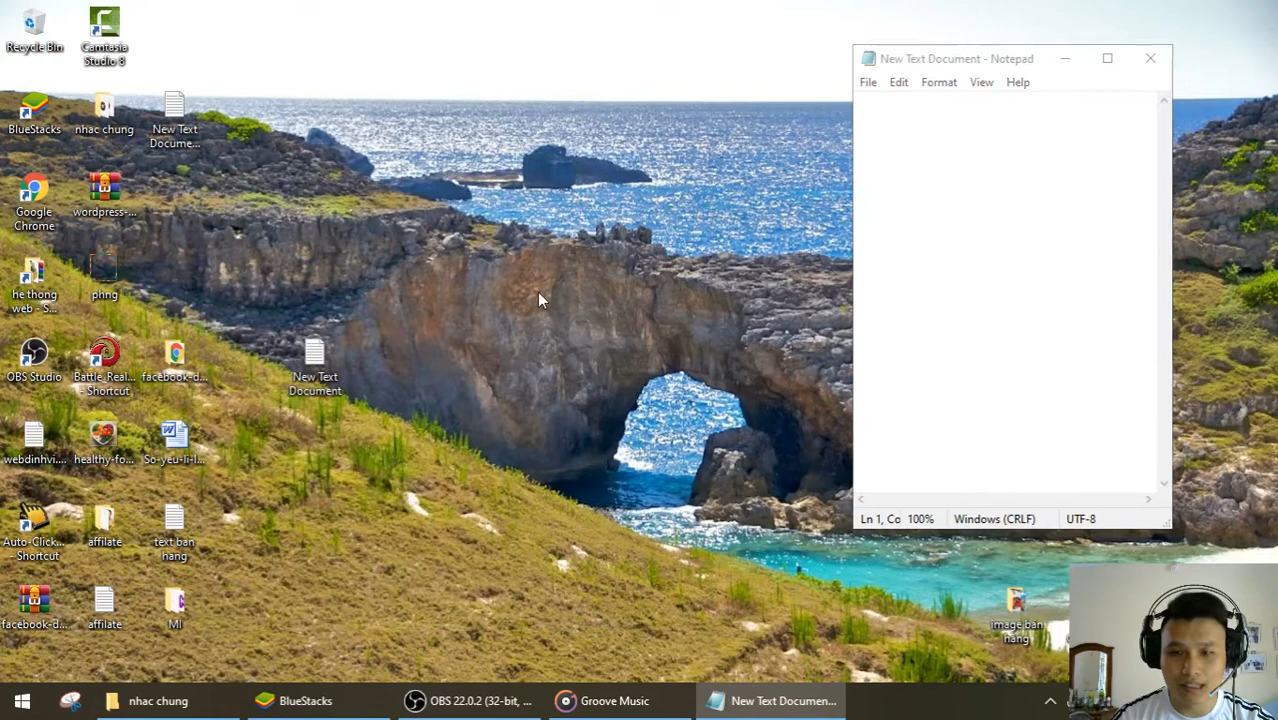 Recycle Bin
Camtasia
Studio 8
BlueStacks
nhac chung
New Text
Docume...
Google
Chrome
wordpress-...
he thong
web - S...
phng
OBS Studio
Battle_Real...
- Shortcut
facebook-d...
New Text
Document
webdinhvi...
healthy-fo...
So-yeu-li-l...
Auto-Click...
- Shortcut
affilate
text ban
hang
facebook-d...
affilate
MI
image ban
hang
New Text Document - Notepad
File Edit Format View Help
Ln 1, Co 100% Windows (CRLF) UTF-8
nhac chung
BlueStacks
OBS 22.0.2 (32-bit, ...
Groove Music
New Text Documen...